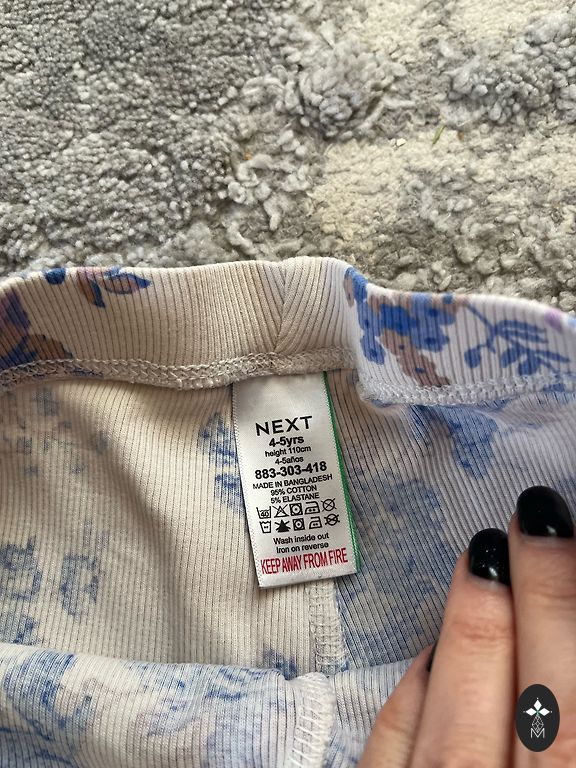 NEXT
4-5yrs
height 110cm
4-5años
883-303-418
MADE IN BANGLADESH
95% COTTON
5% ELASTANE
40
Wash inside out
Iron on reverse
KEEP AWAY FROM FIRE
M